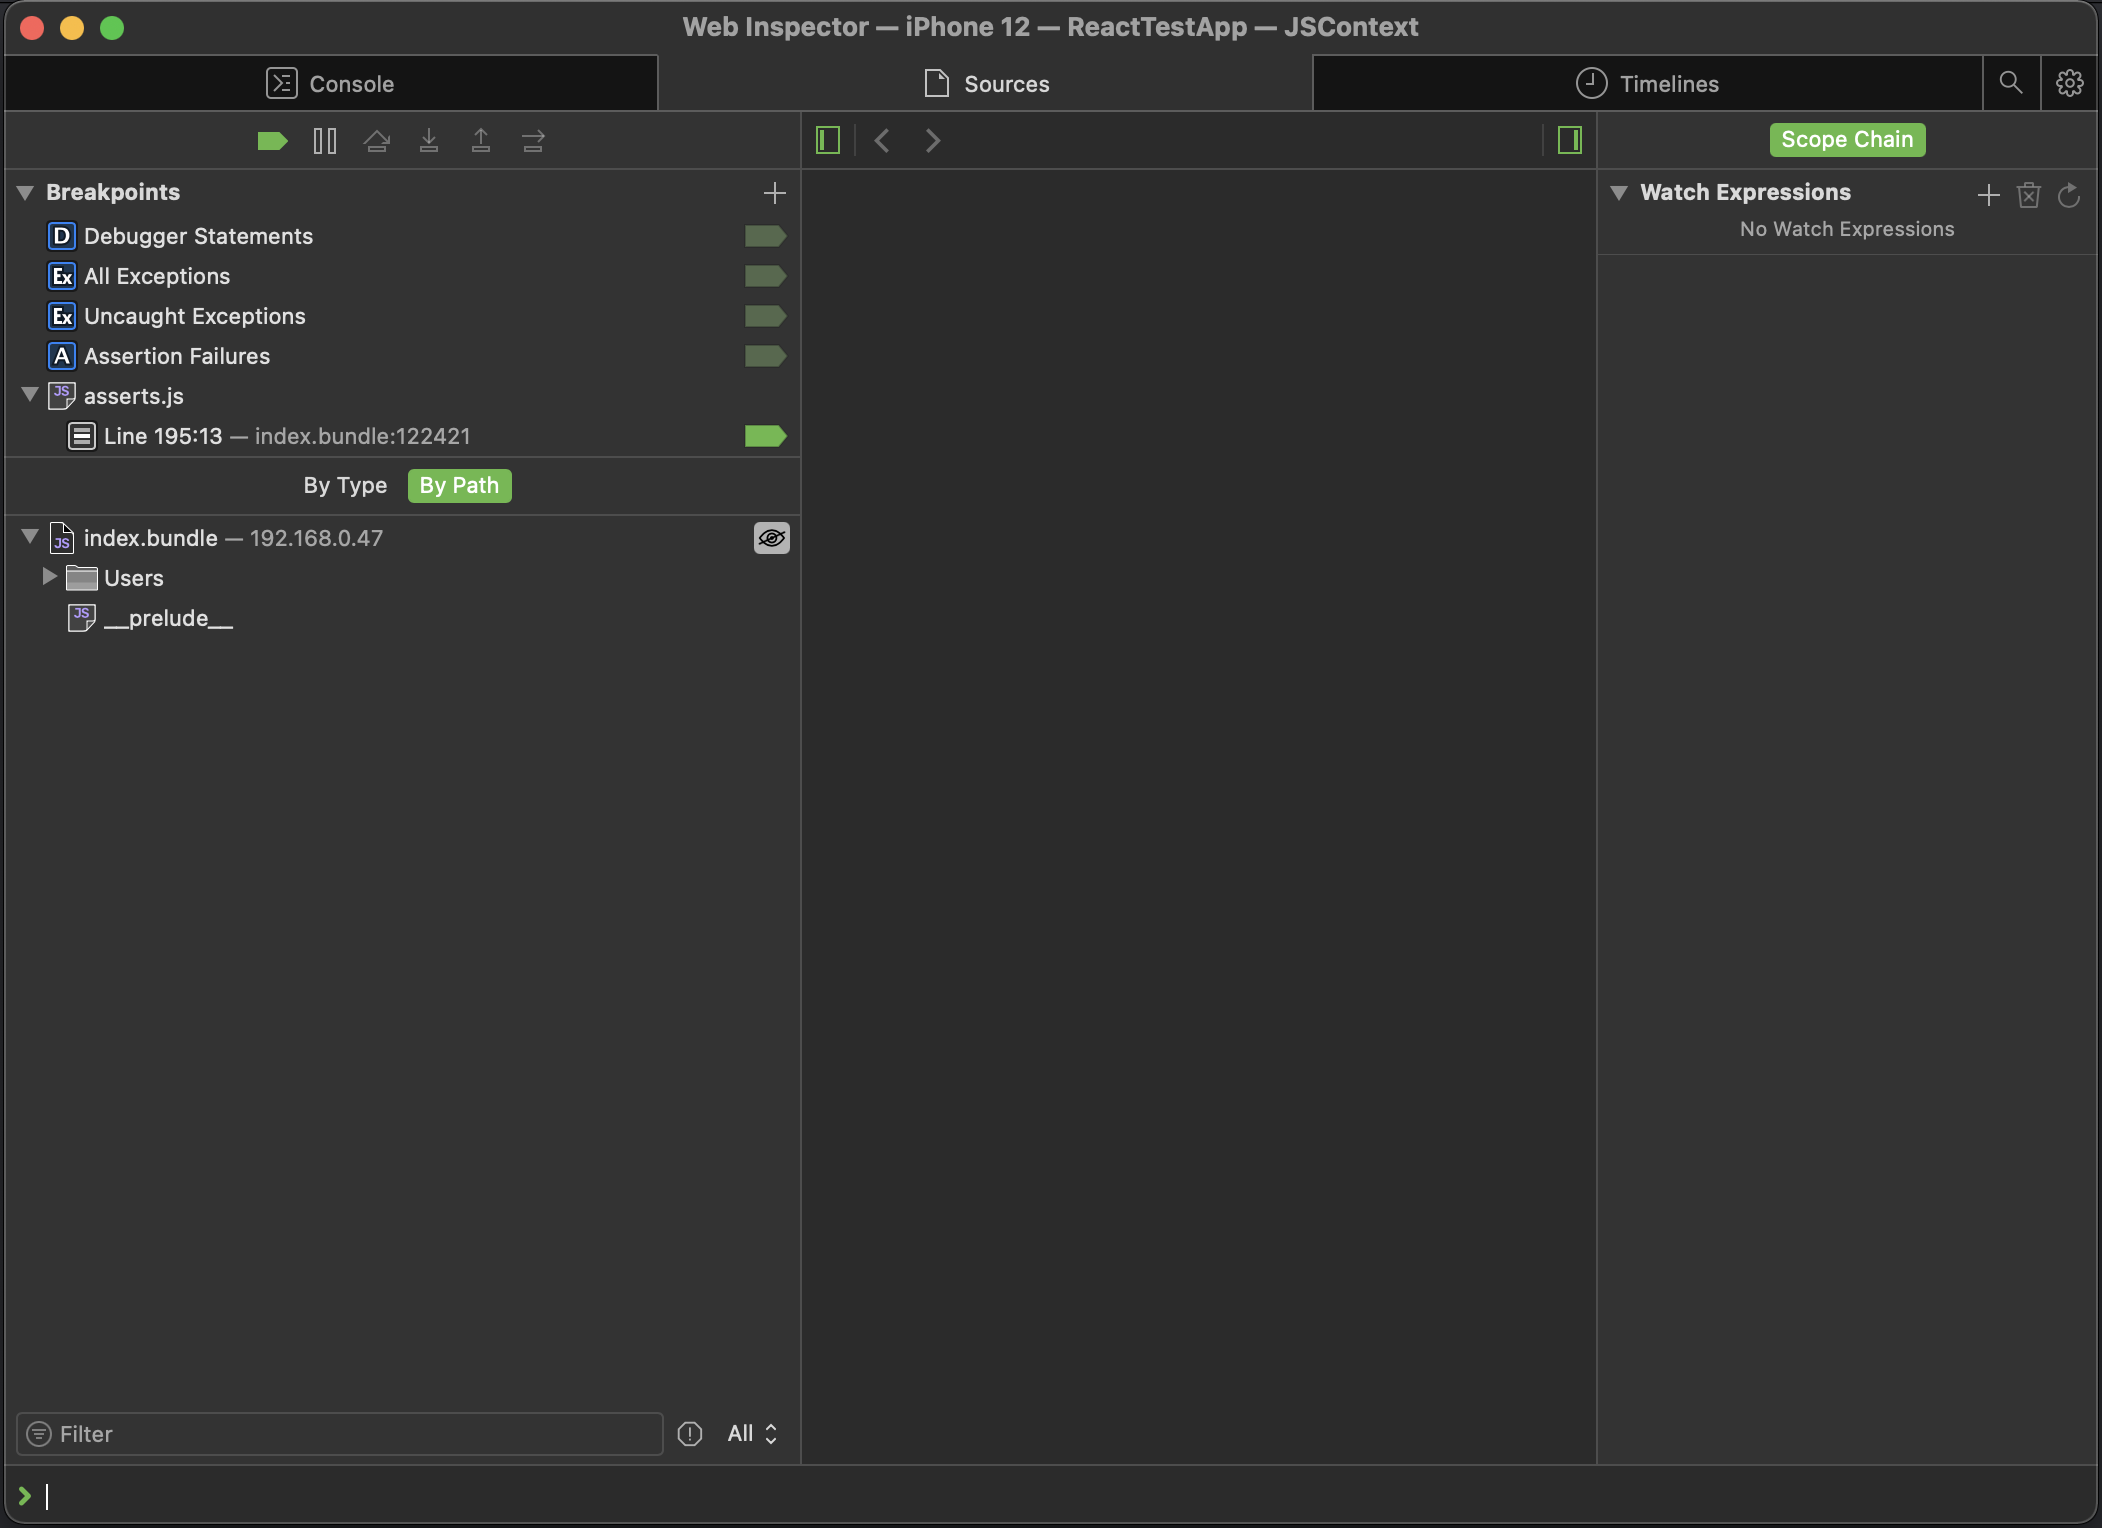 Web Inspector — iPhone 12 — ReactTestApp — JSContext
Console
Sources
Timelines
Scope Chain
Breakpoints
D Debugger Statements
Ex All Exceptions
Ex Uncaught Exceptions
A Assertion Failures
JS asserts.js
Line 195:13 — index.bundle:122421
By Type By Path
JS index.bundle — 192.168.0.47
Users
JS __prelude__
Filter
All
Watch Expressions
No Watch Expressions